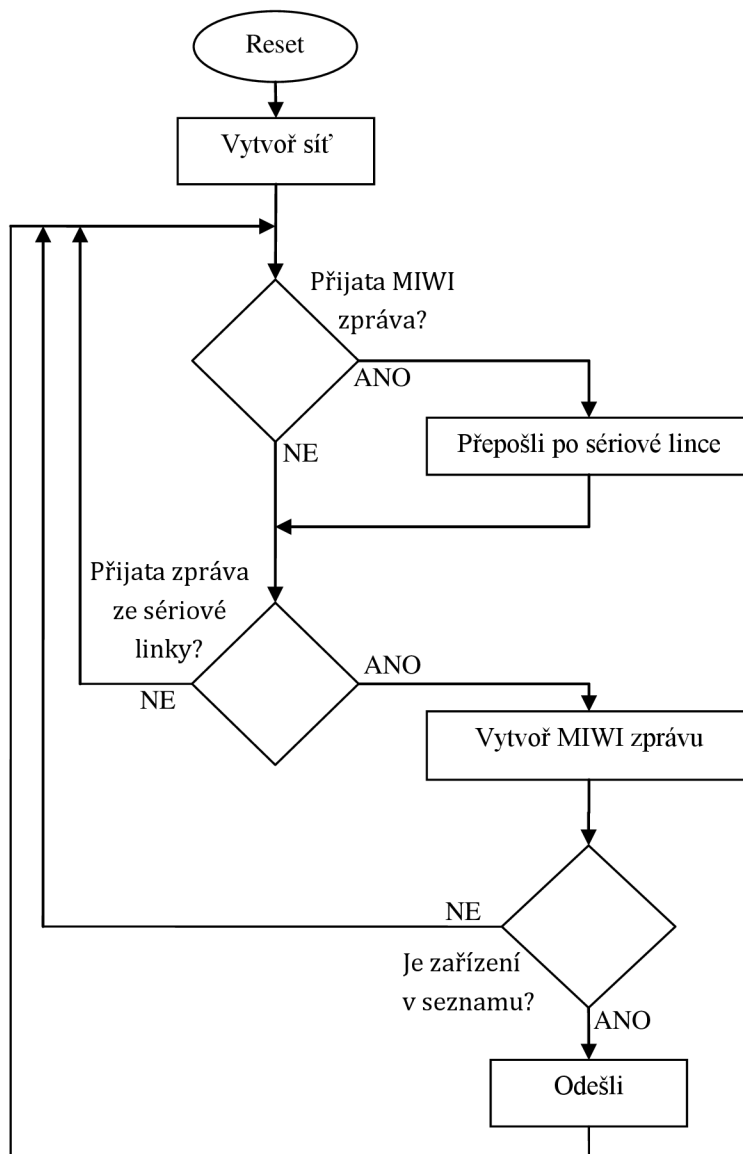 Reset
Vytvoř síť
Přijata MIWI
zpráva?
ANO
NE
Přepošli po sériové lince
Přijata zpráva
ze sériové
linky?
NE
ANO
Vytvoř MIWI zprávu
NE
Je zařízení
v seznamu?
ANO
Odešli